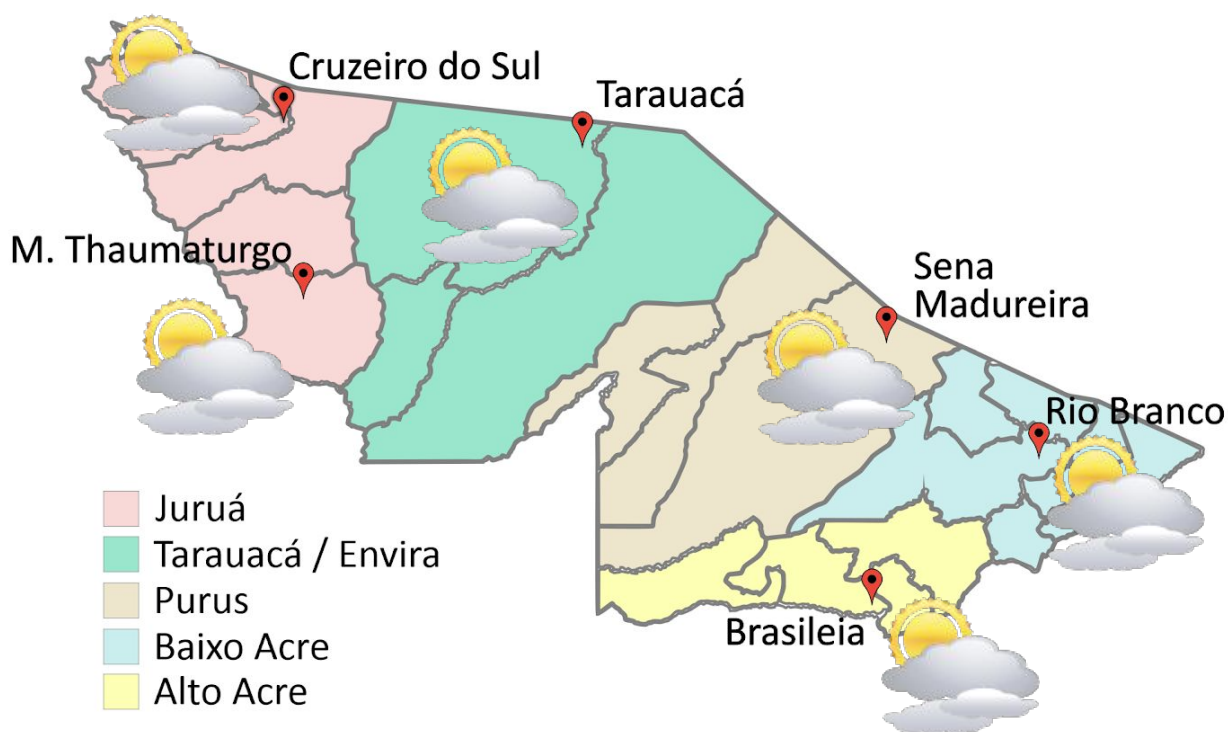 Cruzeiro do Sul
Tarauacá
M. Thaumaturgo
Sena
Madureira
Rio Branco
Brasileia
Juruá
Tarauacá / Envira
Purus
Baixo Acre
Alto Acre